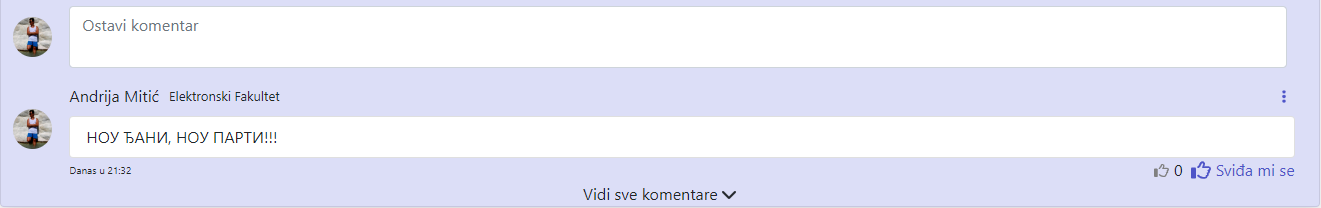 Ostavi komentar
Andrija Mitić Elektronski Fakultet
НОУ ЂАНИ, НОУ ПАРТИ!!!
Danas u 21:32 0 Sviđa mi se
Vidi sve komentare